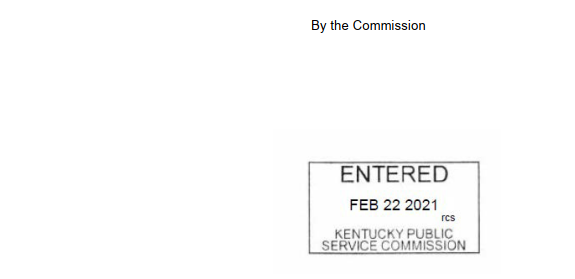 By the Commission
ENTERED
FEB 22 2021
rcs
KENTUCKY PUBLIC
SERVICE COMMISSION